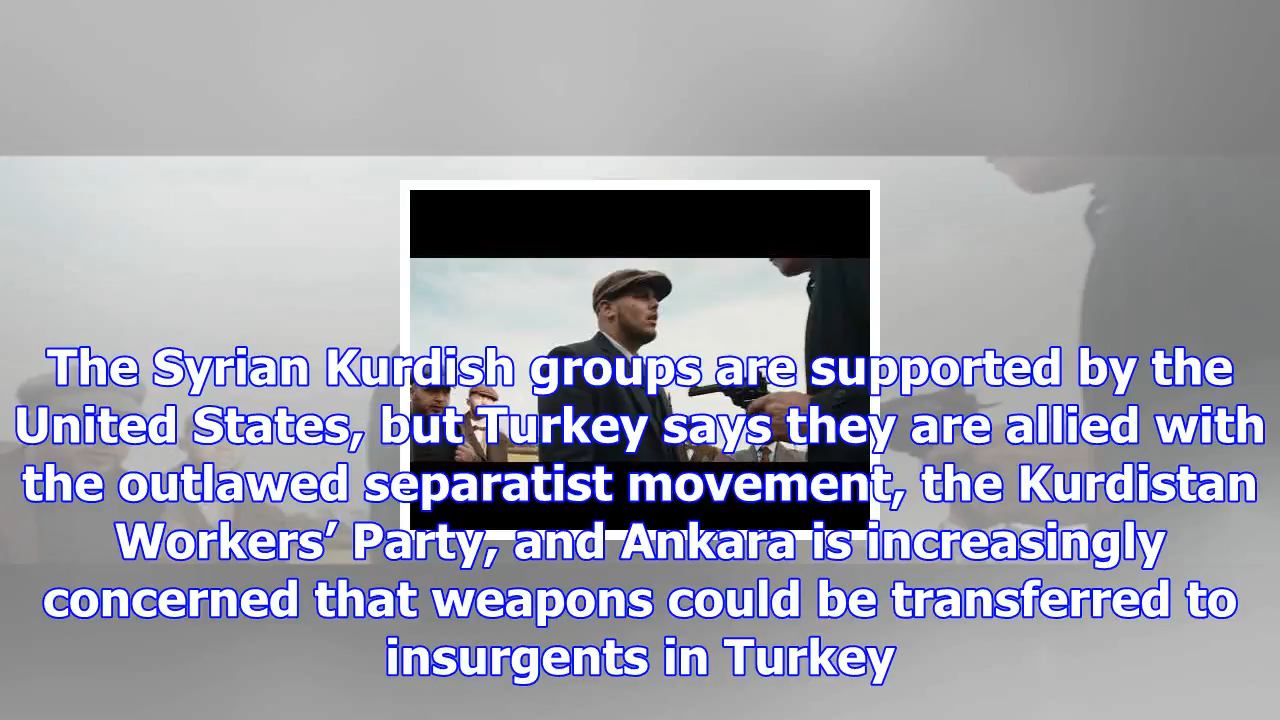 The Syrian Kurdish groups are supported by the
United States, but Turkey says they are allied with
the outlawed separatist movement, the Kurdistan
Workers’ Party, and Ankara is increasingly
concerned that weapons could be transferred to
insurgents in Turkey